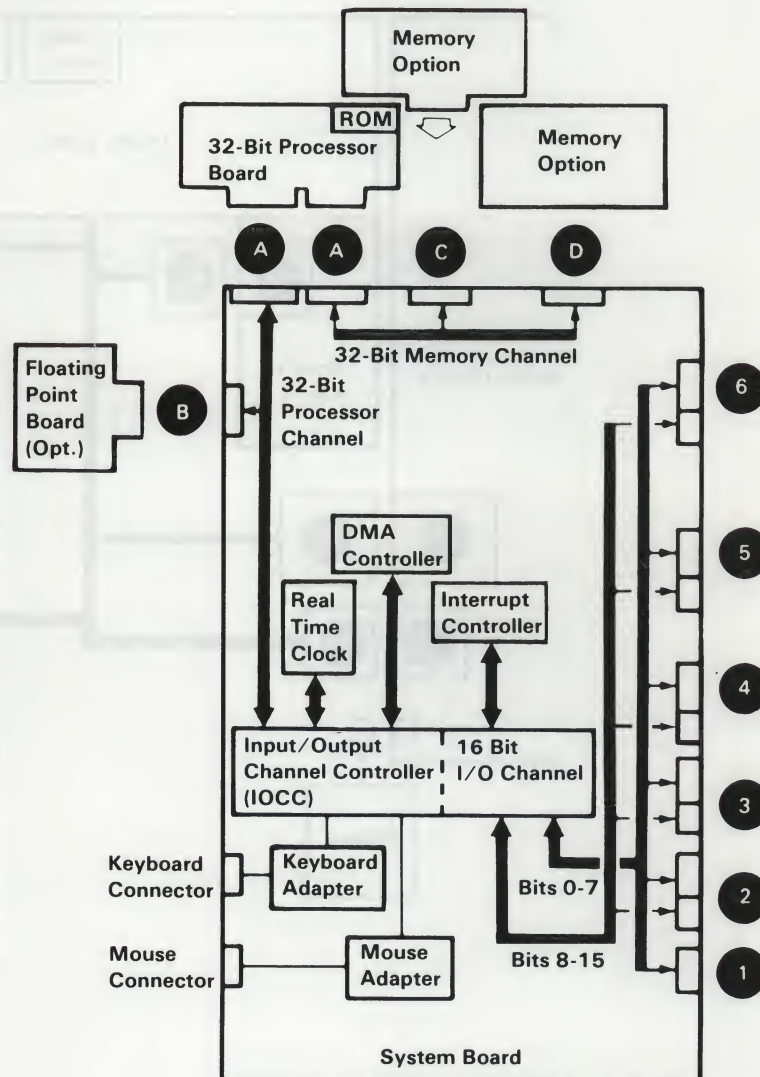 Memory
Option
ROM
32-Bit Processor
Board
Memory
Option
A
A
C
D
32-Bit Memory Channel
Floating
Point
Board
(Opt.)
B
32-Bit
Processor
Channel
6
DMA
Controller
5
Real
Time
Clock
Interrupt
Controller
4
Input/Output
Channel Controller
(IOCC)
16 Bit
I/O Channel
3
Keyboard
Connector
Keyboard
Adapter
Bits 0-7
2
Mouse
Connector
Mouse
Adapter
Bits 8-15
1
System Board